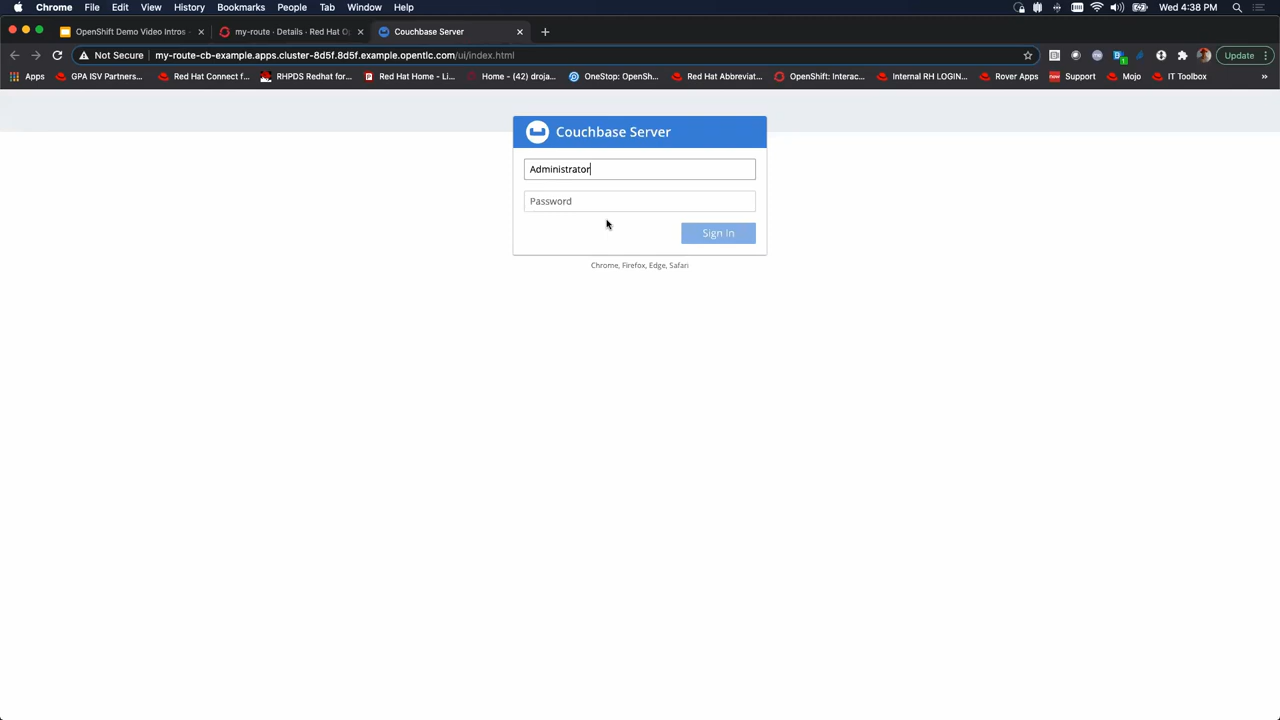 Chrome File Edit View History Bookmarks People Tab Window Help Wed 4:38 PM
OpenShift Demo Video Intros - my-route · Details · Red Hat Op Couchbase Server
Not Secure my-route-cb-example.apps.cluster-8d5f.8d5f.example.opentlc.com/ui/index.html Update
Apps GPA ISV Partners... Red Hat Connect f... RHPDS Redhat for... Red Hat Home - Li... Home - (42) droja... OneStop: OpenSh... Red Hat Abbreviat... OpenShift: Interac... Internal RH LOGIN... Rover Apps Support Mojo IT Toolbox »
Couchbase Server
Administrator
Password
Sign In
Chrome, Firefox, Edge, Safari